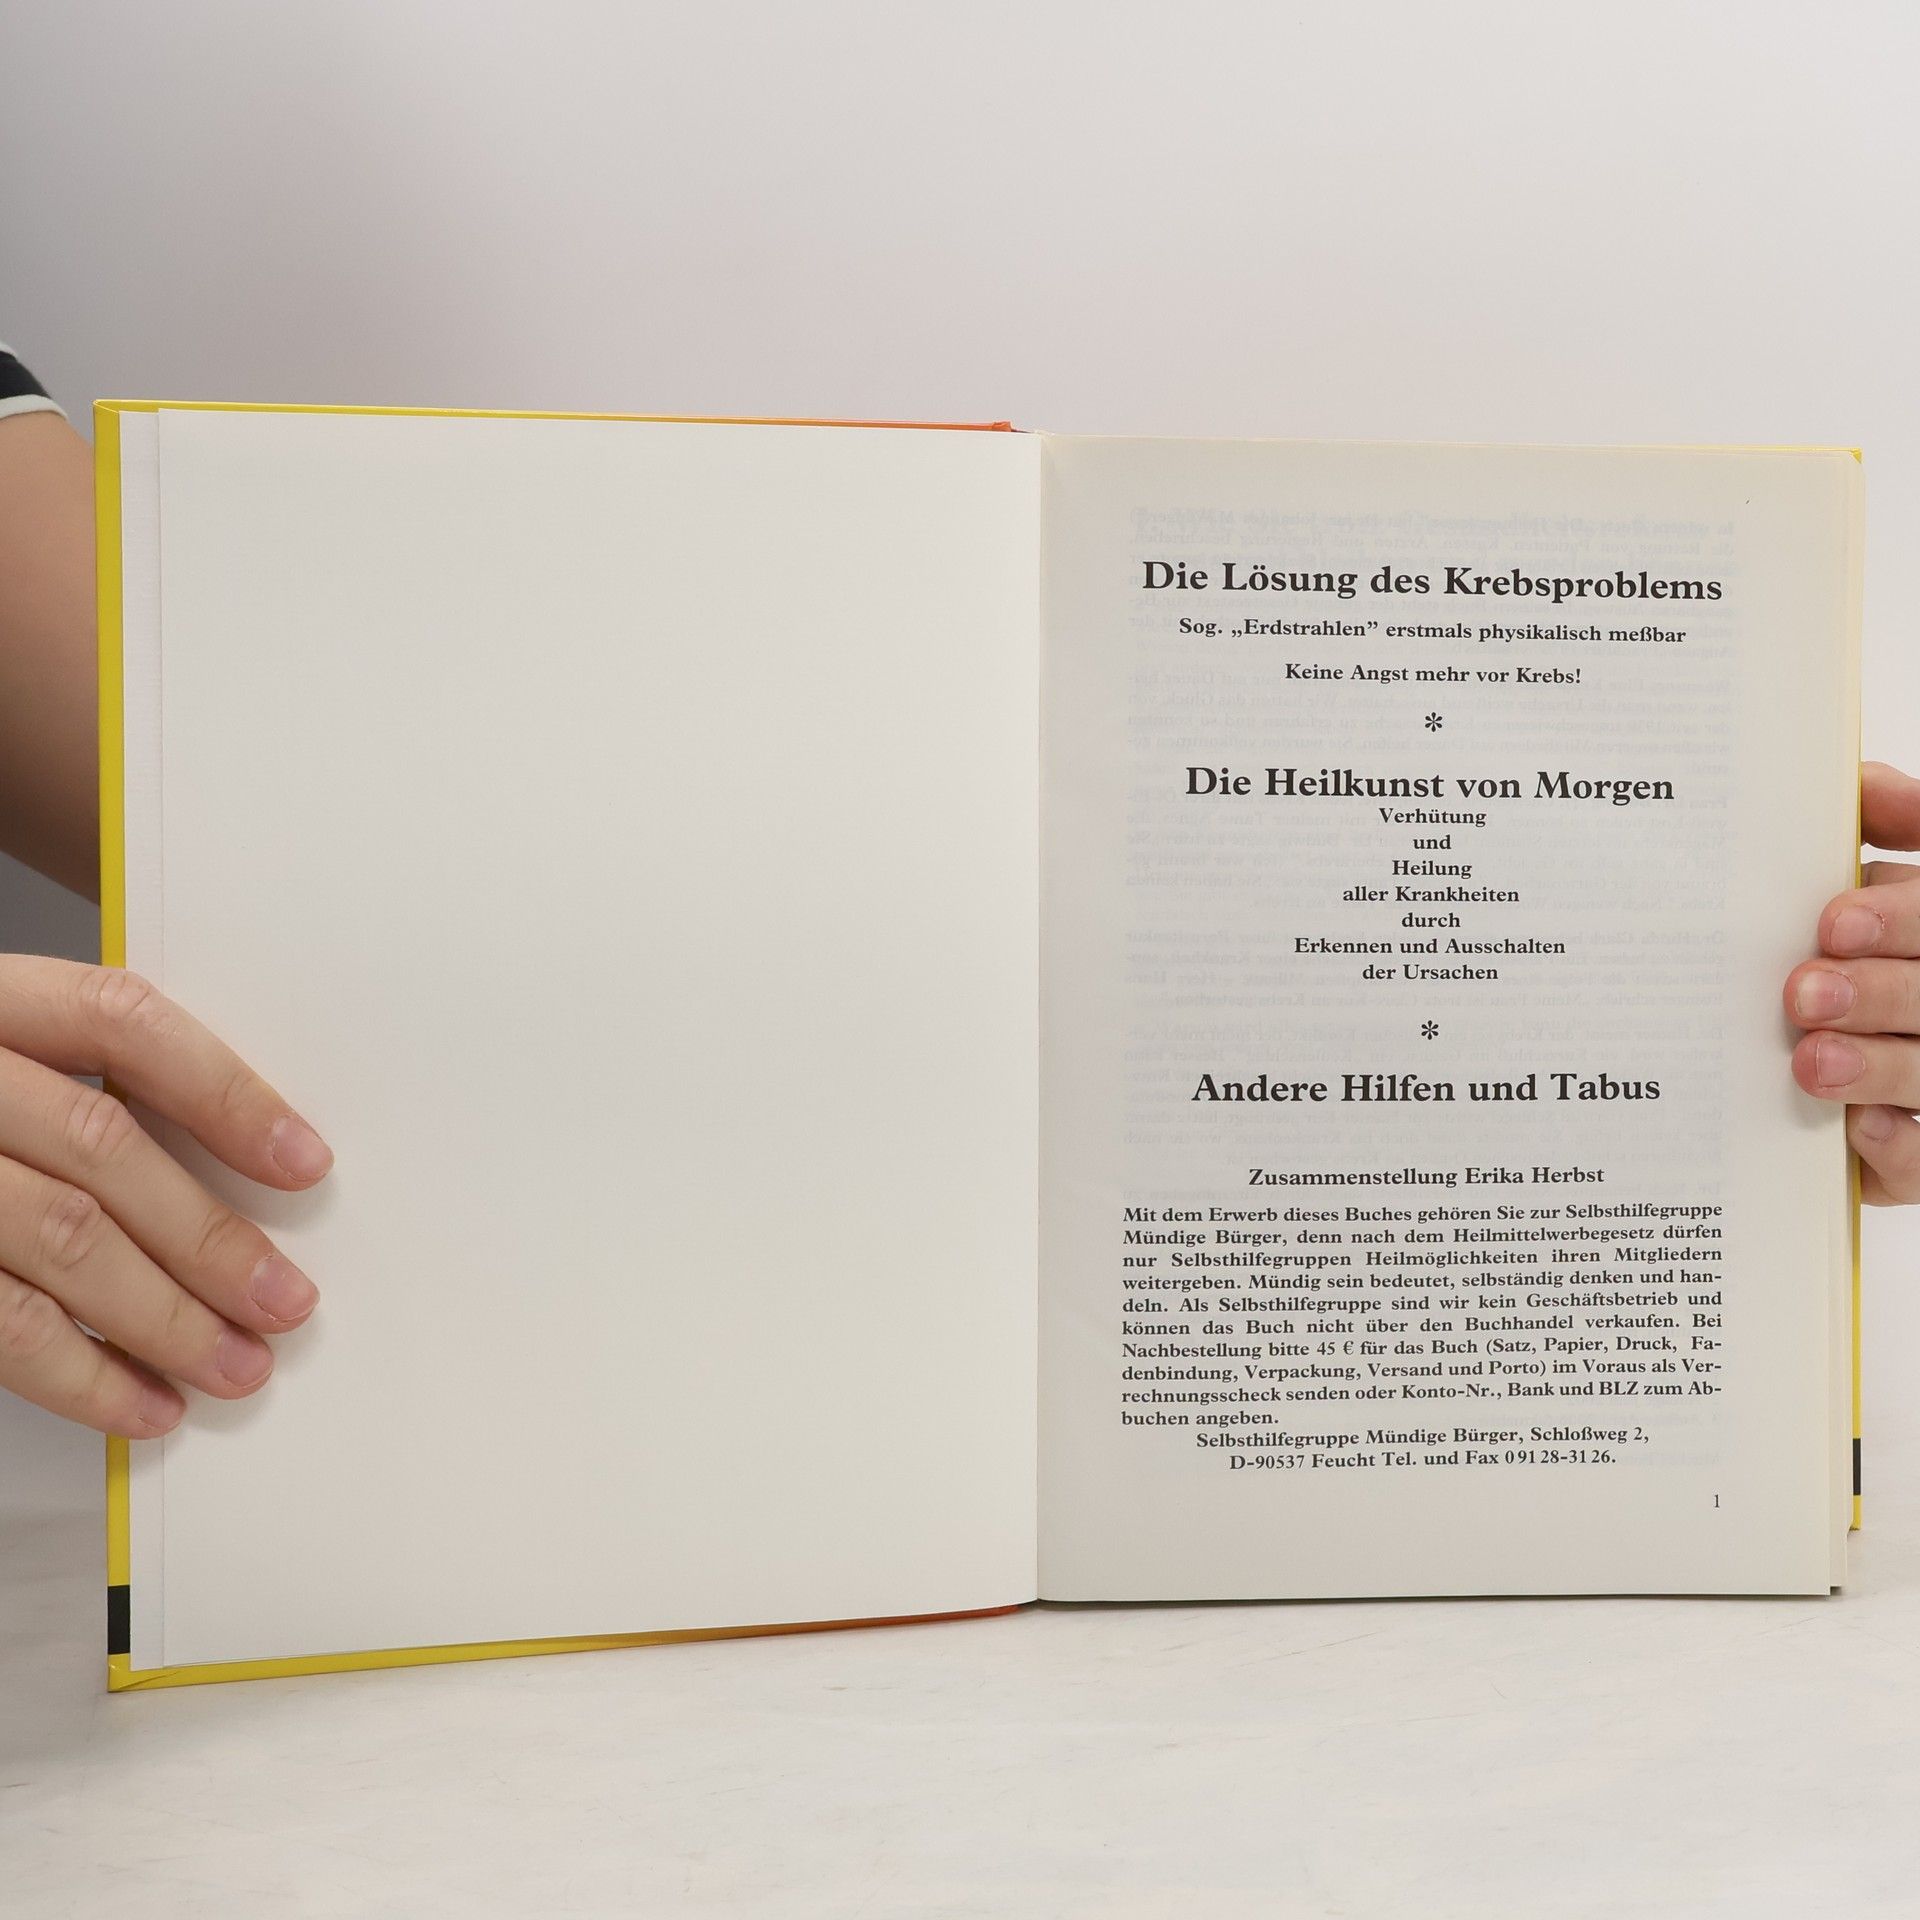 Die Lösung des Krebsproblems
Sog. „Erdstrahlen” erstmals physikalisch meßbar
Keine Angst mehr vor Krebs!
*
Die Heilkunst von Morgen
Verhütung
und
Heilung
aller Krankheiten
durch
Erkennen und Ausschalten
der Ursachen
*
Andere Hilfen und Tabus
Zusammenstellung Erika Herbst
Mit dem Erwerb dieses Buches gehören Sie zur Selbsthilfegruppe
Mündige Bürger, denn nach dem Heilmittelwerbegesetz dürfen
nur Selbsthilfegruppen Heilmöglichkeiten ihren Mitgliedern
weitergeben. Mündig sein bedeutet, selbständig denken und han-
deln. Als Selbsthilfegruppe sind wir kein Geschäftsbetrieb und
können das Buch nicht über den Buchhandel verkaufen. Bei
Nachbestellung bitte 45 € für das Buch (Satz, Papier, Druck, Fa-
denbindung, Verpackung, Versand und Porto) im Voraus als Ver-
rechnungsscheck senden oder Konto-Nr., Bank und BLZ zum Ab-
buchen angeben.
Selbsthilfegruppe Mündige Bürger, Schloßweg 2,
D-90537 Feucht Tel. und Fax 09128-3126.
1